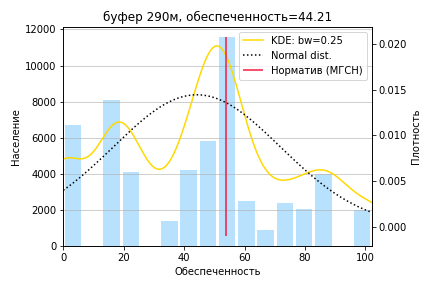 буфер 290м, обеспеченность=44.21
KDE: bw=0.25
Normal dist.
Норматив (МГСН)
Население
12000
10000
8000
6000
4000
2000
0
0.020
0.015
0.010
0.005
0.000
Плотность
0 20 40 60 80 100
Обеспеченность